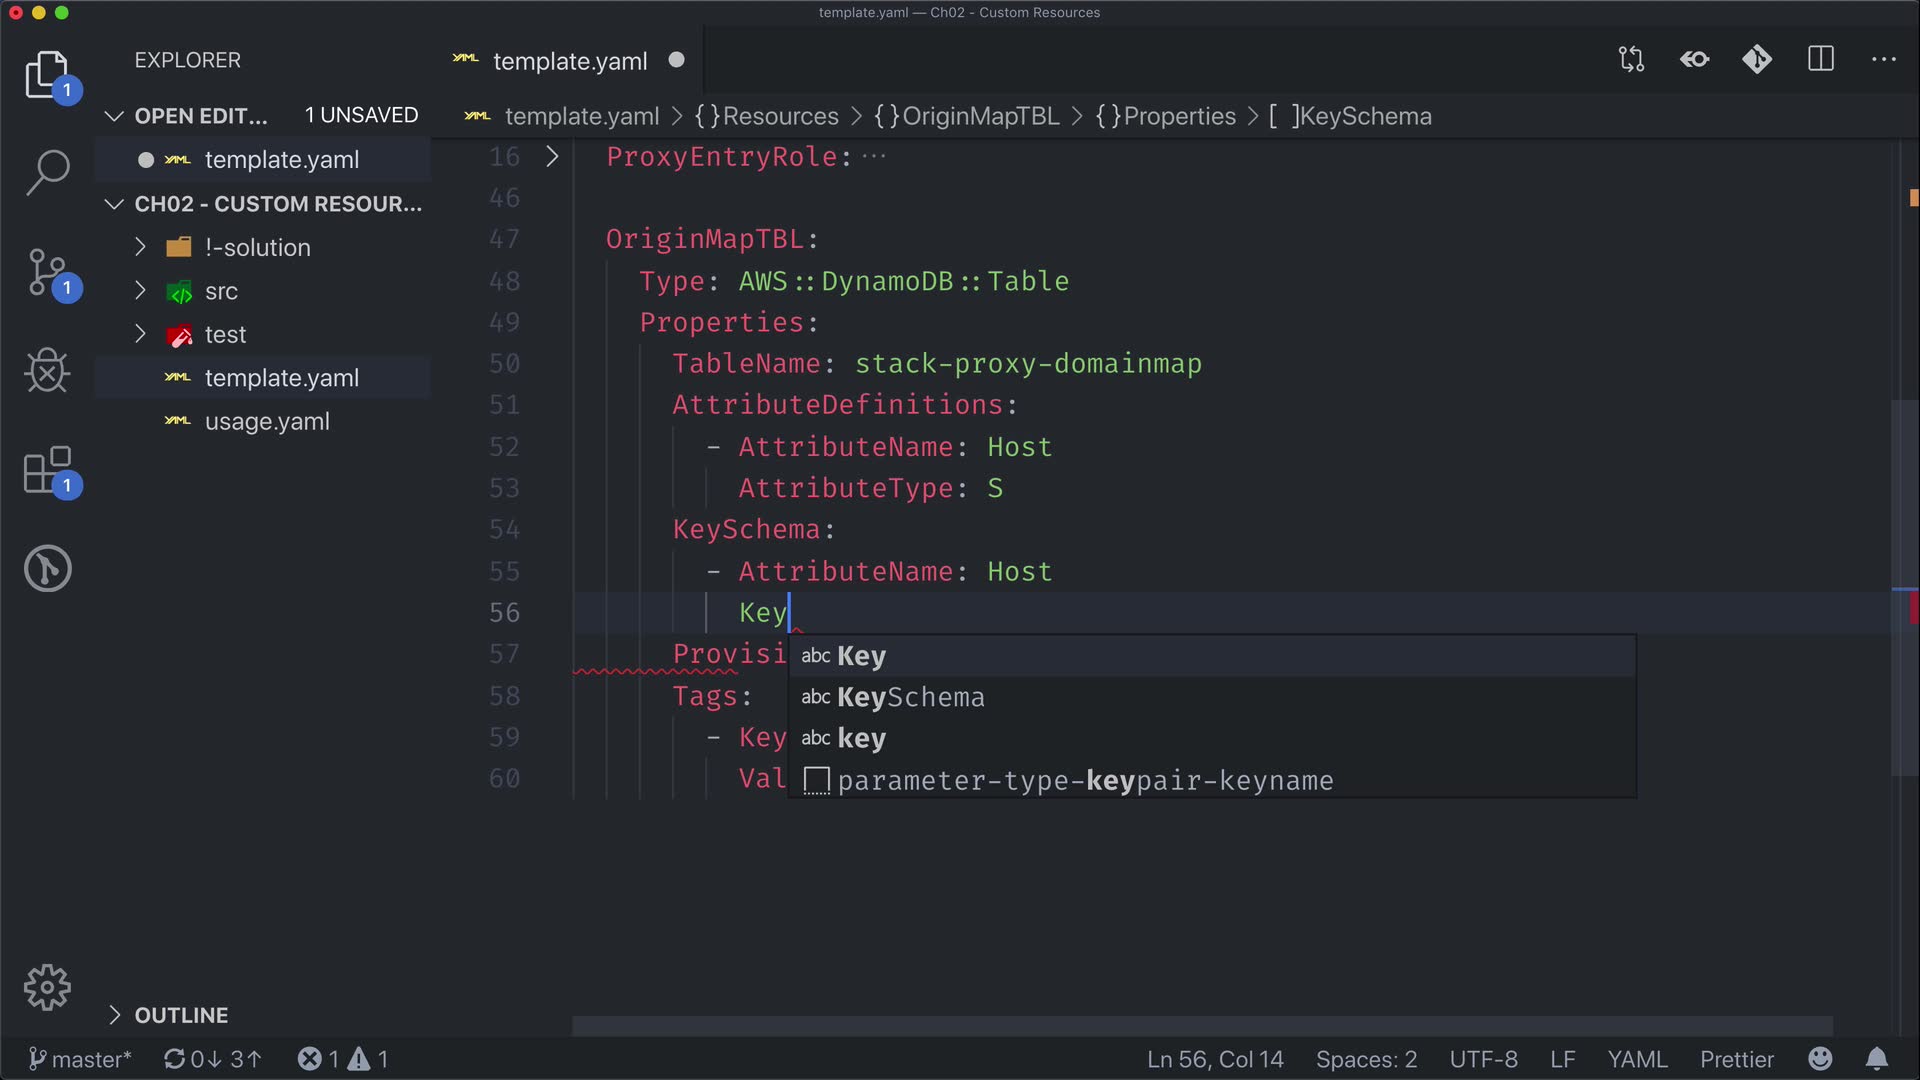 template.yaml — Ch02 - Custom Resources
EXPLORER
OPEN EDIT... 1 UNSAVED
template.yaml
CH02 - CUSTOM RESOUR...
!-solution
src
test
template.yaml
usage.yaml
OUTLINE
1
1
1
YAML template.yaml
YAML template.yaml > {}Resources > {}OriginMapTBL > {}Properties > [ ]KeySchema
16 ProxyEntryRole: ···
46
47 OriginMapTBL:
48 Type: AWS::DynamoDB::Table
49 Properties:
50 TableName: stack-proxy-domainmap
51 AttributeDefinitions:
52 - AttributeName: Host
53 AttributeType: S
54 KeySchema:
55 - AttributeName: Host
56 Key
57 Provisi
58 Tags:
59 - Key
60 Val
abc Key
abc KeySchema
abc key
parameter-type-keypair-keyname
master* 0↓ 3↑ 1 1 Ln 56, Col 14 Spaces: 2 UTF-8 LF YAML Prettier